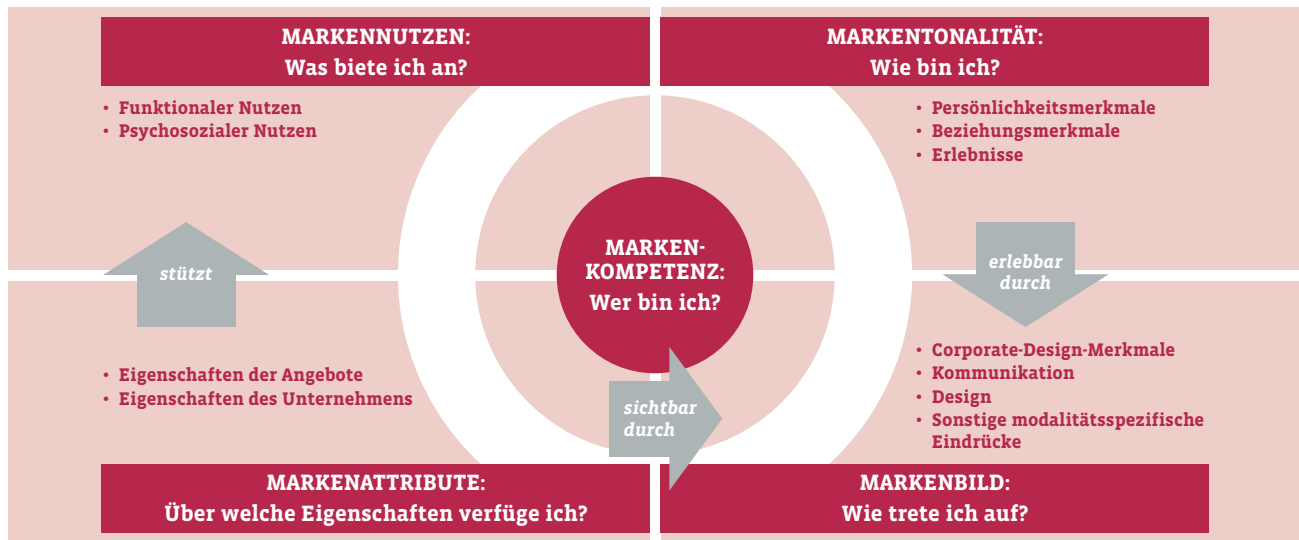 MARKENNUTZEN:
Was biete ich an?
• Funktionaler Nutzen
• Psychosozialer Nutzen
MARKENTONALITÄT:
Wie bin ich?
• Persönlichkeitsmerkmale
• Beziehungsmerkmale
• Erlebnisse
MARKEN-
KOMPETENZ:
Wer bin ich?
stützt
erlebbar
durch
• Eigenschaften der Angebote
• Eigenschaften des Unternehmens
sichtbar
durch
• Corporate-Design-Merkmale
• Kommunikation
• Design
• Sonstige modalitätsspezifische
Eindrücke
MARKENATTRIBUTE:
Über welche Eigenschaften verfüge ich?
MARKENBILD:
Wie trete ich auf?